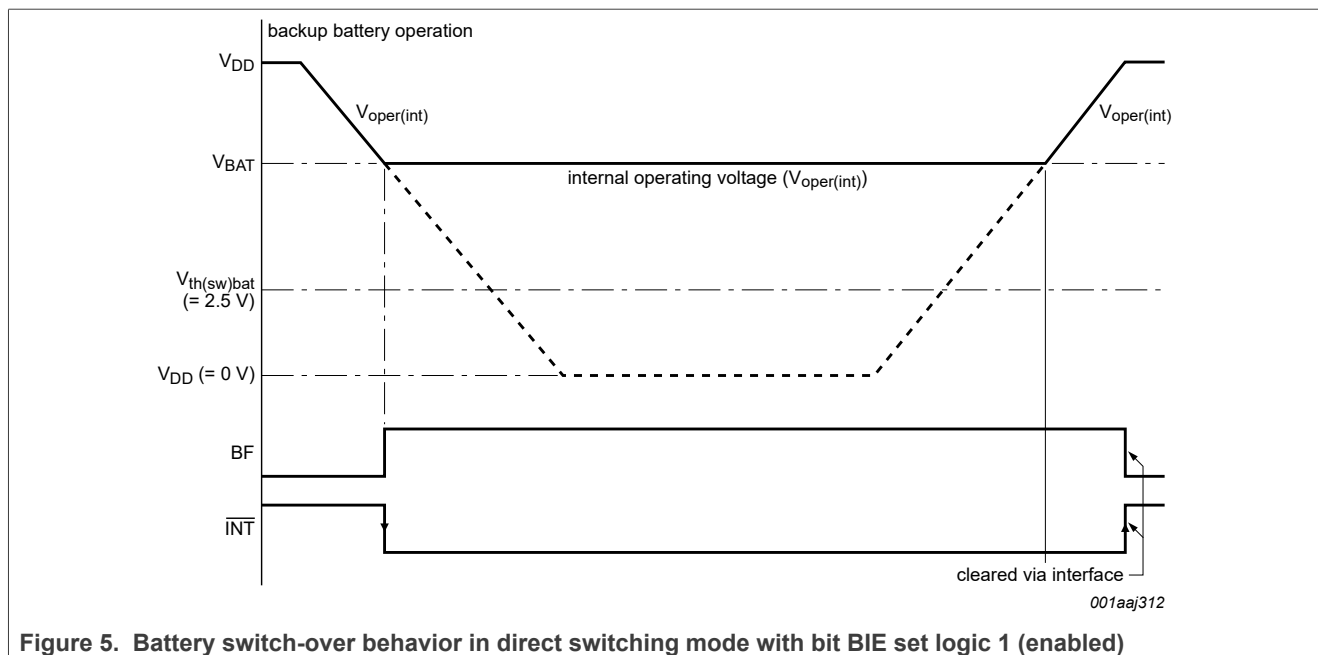 backup battery operation
VDD
Voper(int)
Voper(int)
VBAT
internal operating voltage (Voper(int))
Vth(sw)bat
(= 2.5 V)
VDD (= 0 V)
BF
INT
cleared via interface
001aaj312
Figure 5. Battery switch-over behavior in direct switching mode with bit BIE set logic 1 (enabled)